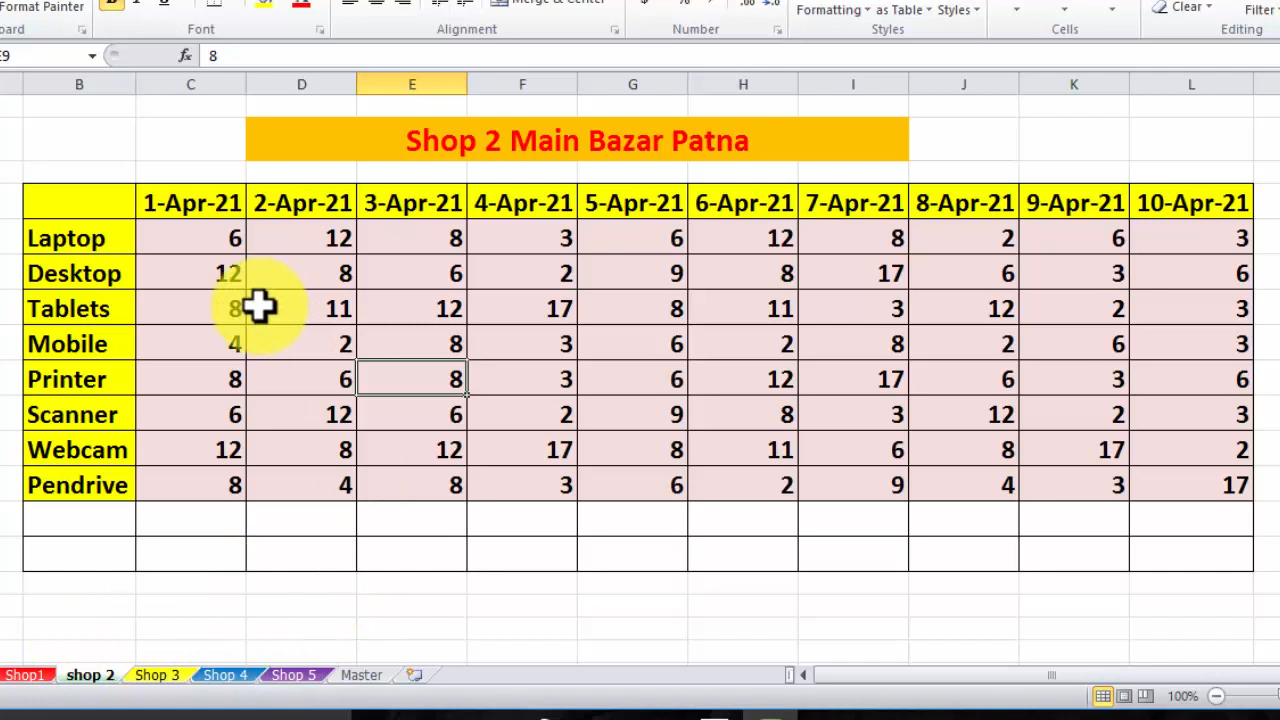 Format Painter
Merge & Center
Formatting as Table Styles
Clear
Filter
Font
Alignment
Number
Styles
Cells
Editing
fx 8
B C D E F G H I J K L
Shop 2 Main Bazar Patna
1-Apr-21 2-Apr-21 3-Apr-21 4-Apr-21 5-Apr-21 6-Apr-21 7-Apr-21 8-Apr-21 9-Apr-21 10-Apr-21
Laptop 6 12 8 3 6 12 8 2 6 3
Desktop 12 8 6 2 9 8 17 6 3 6
Tablets 8 11 12 17 8 11 3 12 2 3
Mobile 4 2 8 3 6 2 8 2 6 3
Printer 8 6 8 3 6 12 17 6 3 6
Scanner 6 12 6 2 9 8 3 12 2 3
Webcam 12 8 12 17 8 11 6 8 17 2
Pendrive 8 4 8 3 6 2 9 4 3 17
Shop1 shop 2 Shop 3 Shop 4 Shop 5 Master
100%